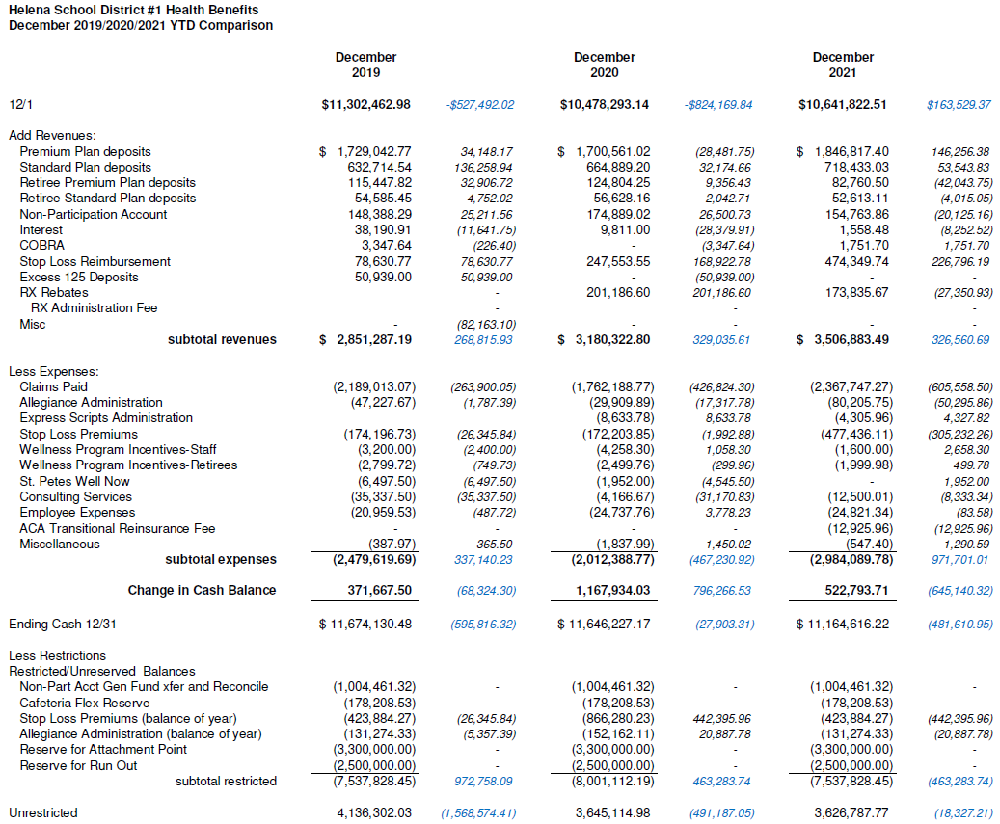 Helena School District #1 Health Benefits
December 2019/2020/2021 YTD Comparison
December December December
2019 2020 2021
12/1 $11,302,462.98 -$527,492.02 $10,478,293.14 -$824,169.84 $10,641,822.51 $163,529.37
Add Revenues:
Premium Plan deposits $ 1,729,042.77 34,148.17 $ 1,700,561.02 (28,481.75) $ 1,846,817.40 146,256.38
Standard Plan deposits 632,714.54 136,258.94 664,889.20 32,174.66 718,433.03 53,543.83
Retiree Premium Plan deposits 115,447.82 32,906.72 124,804.25 9,356.43 82,760.50 (42,043.75)
Retiree Standard Plan deposits 54,585.45 4,752.02 56,628.16 2,042.71 52,613.11 (4,015.05)
Non-Participation Account 148,388.29 25,211.56 174,889.02 26,500.73 154,763.86 (20,125.16)
Interest 38,190.91 (11,641.75) 9,811.00 (28,379.91) 1,558.48 (8,252.52)
COBRA 3,347.64 (226.40) - (3,347.64) 1,751.70 1,751.70
Stop Loss Reimbursement 78,630.77 78,630.77 247,553.55 168,922.78 474,349.74 226,796.19
Excess 125 Deposits 50,939.00 50,939.00 - (50,939.00) - -
RX Rebates - 201,186.60 201,186.60 173,835.67 (27,350.93)
RX Administration Fee - - -
Misc - (82,163.10) - - - -
subtotal revenues $ 2,851,287.19 268,815.93 $ 3,180,322.80 329,035.61 $ 3,506,883.49 326,560.69
Less Expenses:
Claims Paid (2,189,013.07) (263,900.05) (1,762,188.77) (426,824.30) (2,367,747.27) (605,558.50)
Allegiance Administration (47,227.67) (1,787.39) (29,909.89) (17,317.78) (80,205.75) (50,295.86)
Express Scripts Administration (8,633.78) 8,633.78 (4,305.96) 4,327.82
Stop Loss Premiums (174,196.73) (26,345.84) (172,203.85) (1,992.88) (477,436.11) (305,232.26)
Wellness Program Incentives-Staff (3,200.00) (2,400.00) (4,258.30) 1,058.30 (1,600.00) 2,658.30
Wellness Program Incentives-Retirees (2,799.72) (749.73) (2,499.76) (299.96) (1,999.98) 499.78
St. Petes Well Now (6,497.50) (6,497.50) (1,952.00) (4,545.50) - 1,952.00
Consulting Services (35,337.50) (35,337.50) (4,166.67) (31,170.83) (12,500.01) (8,333.34)
Employee Expenses (20,959.53) (487.72) (24,737.76) 3,778.23 (24,821.34) (83.58)
ACA Transitional Reinsurance Fee - - - - (12,925.96) (12,925.96)
Miscellaneous (387.97) 365.50 (1,837.99) 1,450.02 (547.40) 1,290.59
subtotal expenses (2,479,619.69) 337,140.23 (2,012,388.77) (467,230.92) (2,984,089.78) 971,701.01
Change in Cash Balance 371,667.50 (68,324.30) 1,167,934.03 796,266.53 522,793.71 (645,140.32)
Ending Cash 12/31 $ 11,674,130.48 (595,816.32) $ 11,646,227.17 (27,903.31) $ 11,164,616.22 (481,610.95)
Less Restrictions
Restricted/Unreserved Balances
Non-Part Acct Gen Fund xfer and Reconcile (1,004,461.32) - (1,004,461.32) - (1,004,461.32) -
Cafeteria Flex Reserve (178,208.53) - (178,208.53) - (178,208.53) -
Stop Loss Premiums (balance of year) (423,884.27) (26,345.84) (866,280.23) 442,395.96 (423,884.27) (442,395.96)
Allegiance Administration (balance of year) (131,274.33) (5,357.39) (152,162.11) 20,887.78 (131,274.33) (20,887.78)
Reserve for Attachment Point (3,300,000.00) - (3,300,000.00) - (3,300,000.00) -
Reserve for Run Out (2,500,000.00) - (2,500,000.00) - (2,500,000.00) -
subtotal restricted (7,537,828.45) 972,758.09 (8,001,112.19) 463,283.74 (7,537,828.45) (463,283.74)
Unrestricted 4,136,302.03 (1,568,574.41) 3,645,114.98 (491,187.05) 3,626,787.77 (18,327.21)